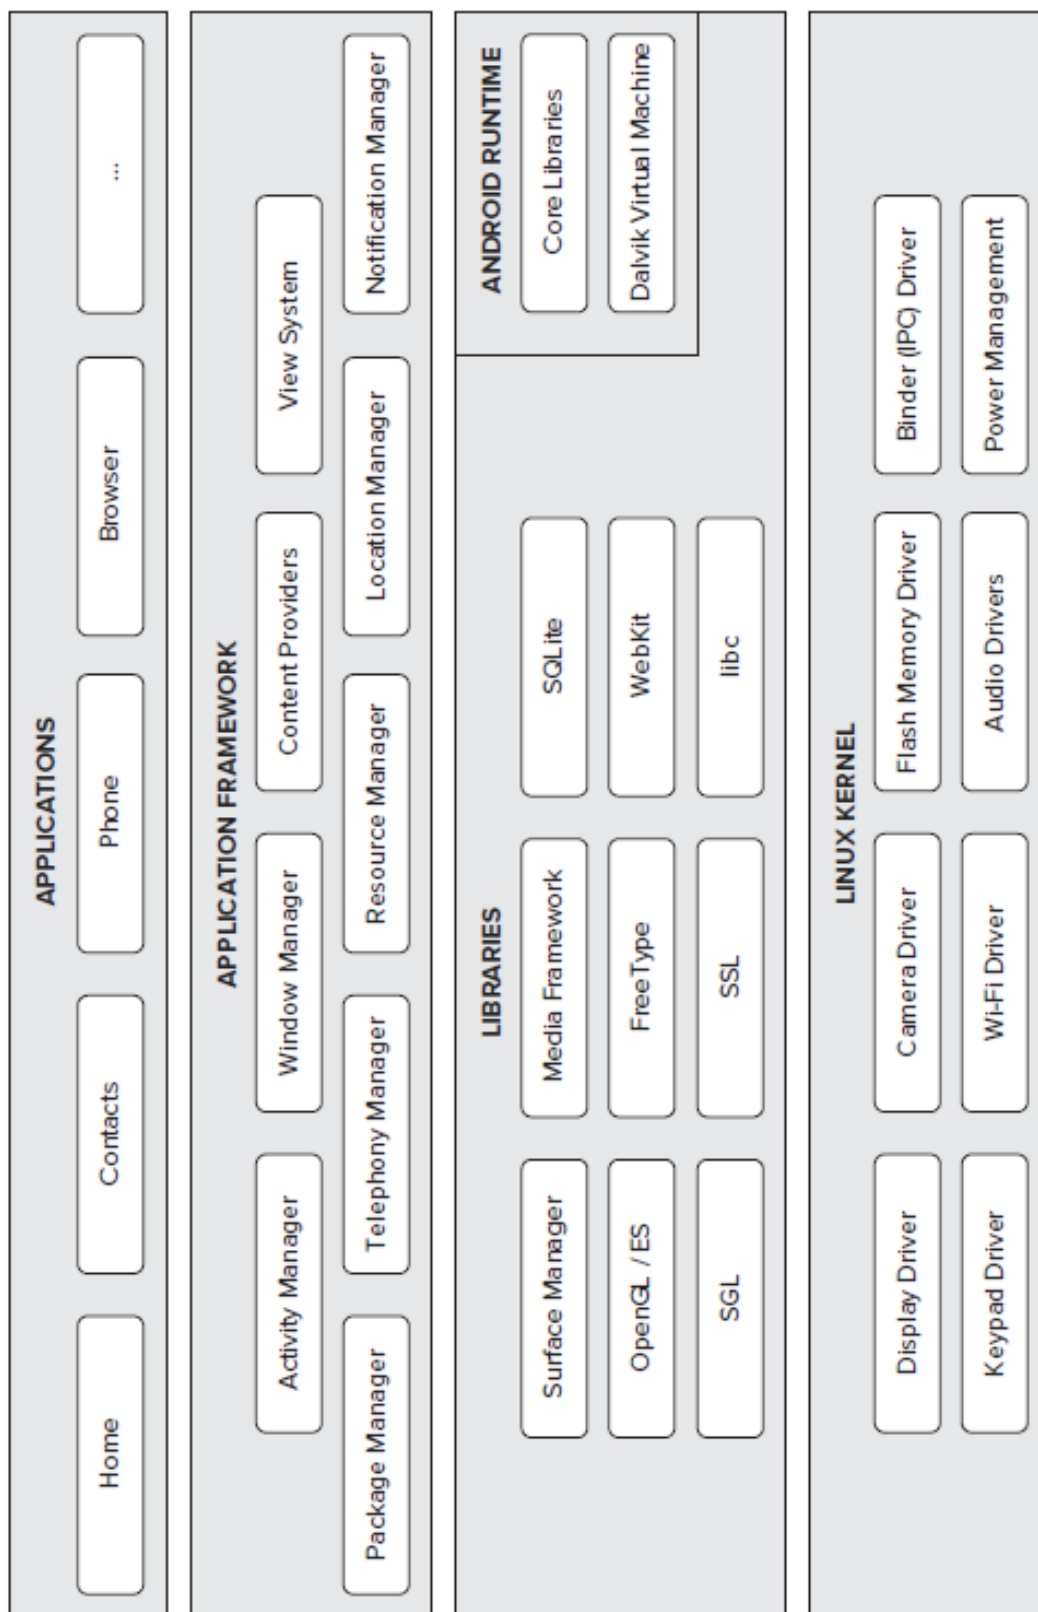 APPLICATIONS
Home
Contacts
Phone
Browser
...
APPLICATION FRAMEWORK
Activity Manager
Window Manager
Content Providers
View System
Package Manager
Telephony Manager
Resource Manager
Location Manager
Notification Manager
LIBRARIES
Surface Manager
Media Framework
SQLite
OpenGL / ES
FreeType
WebKit
SGL
SSL
libc
ANDROID RUNTIME
Core Libraries
Dalvik Virtual Machine
LINUX KERNEL
Display Driver
Camera Driver
Flash Memory Driver
Binder (IPC) Driver
Keypad Driver
Wi-Fi Driver
Audio Drivers
Power Management